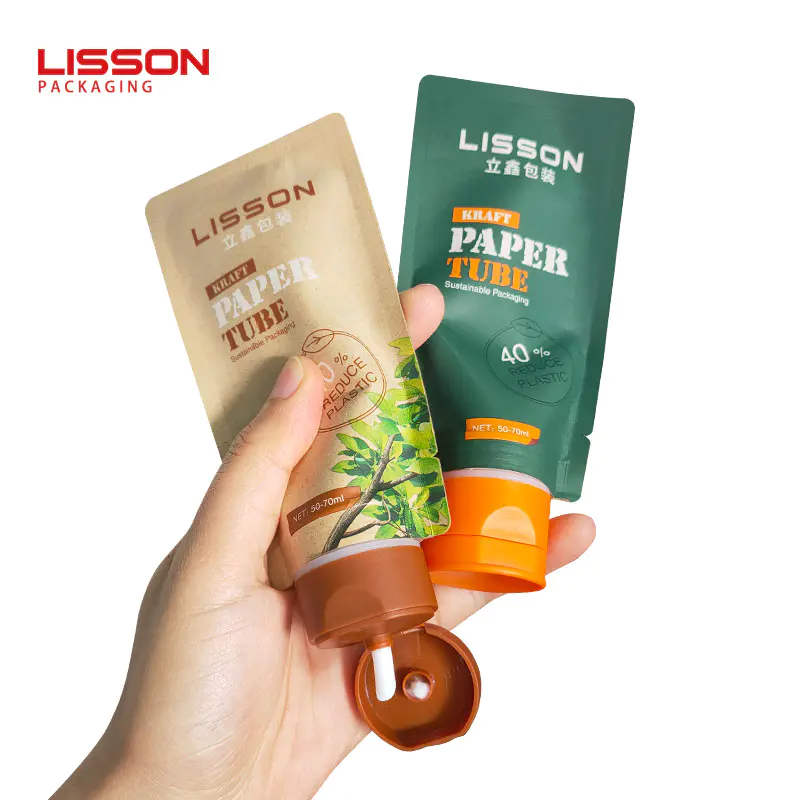 LISSON
PACKAGING
LISSON
立鑫包装
KRAFT
PAPER
TUBE
Sustainable Packaging
40%
REDUCE
PLASTIC
NET: 50-70ml
LISSON
立鑫包装
KRAFT
PAPER
TUBE
Sustainable Packaging
40%
REDUCE
PLASTIC
NET: 50-70ml